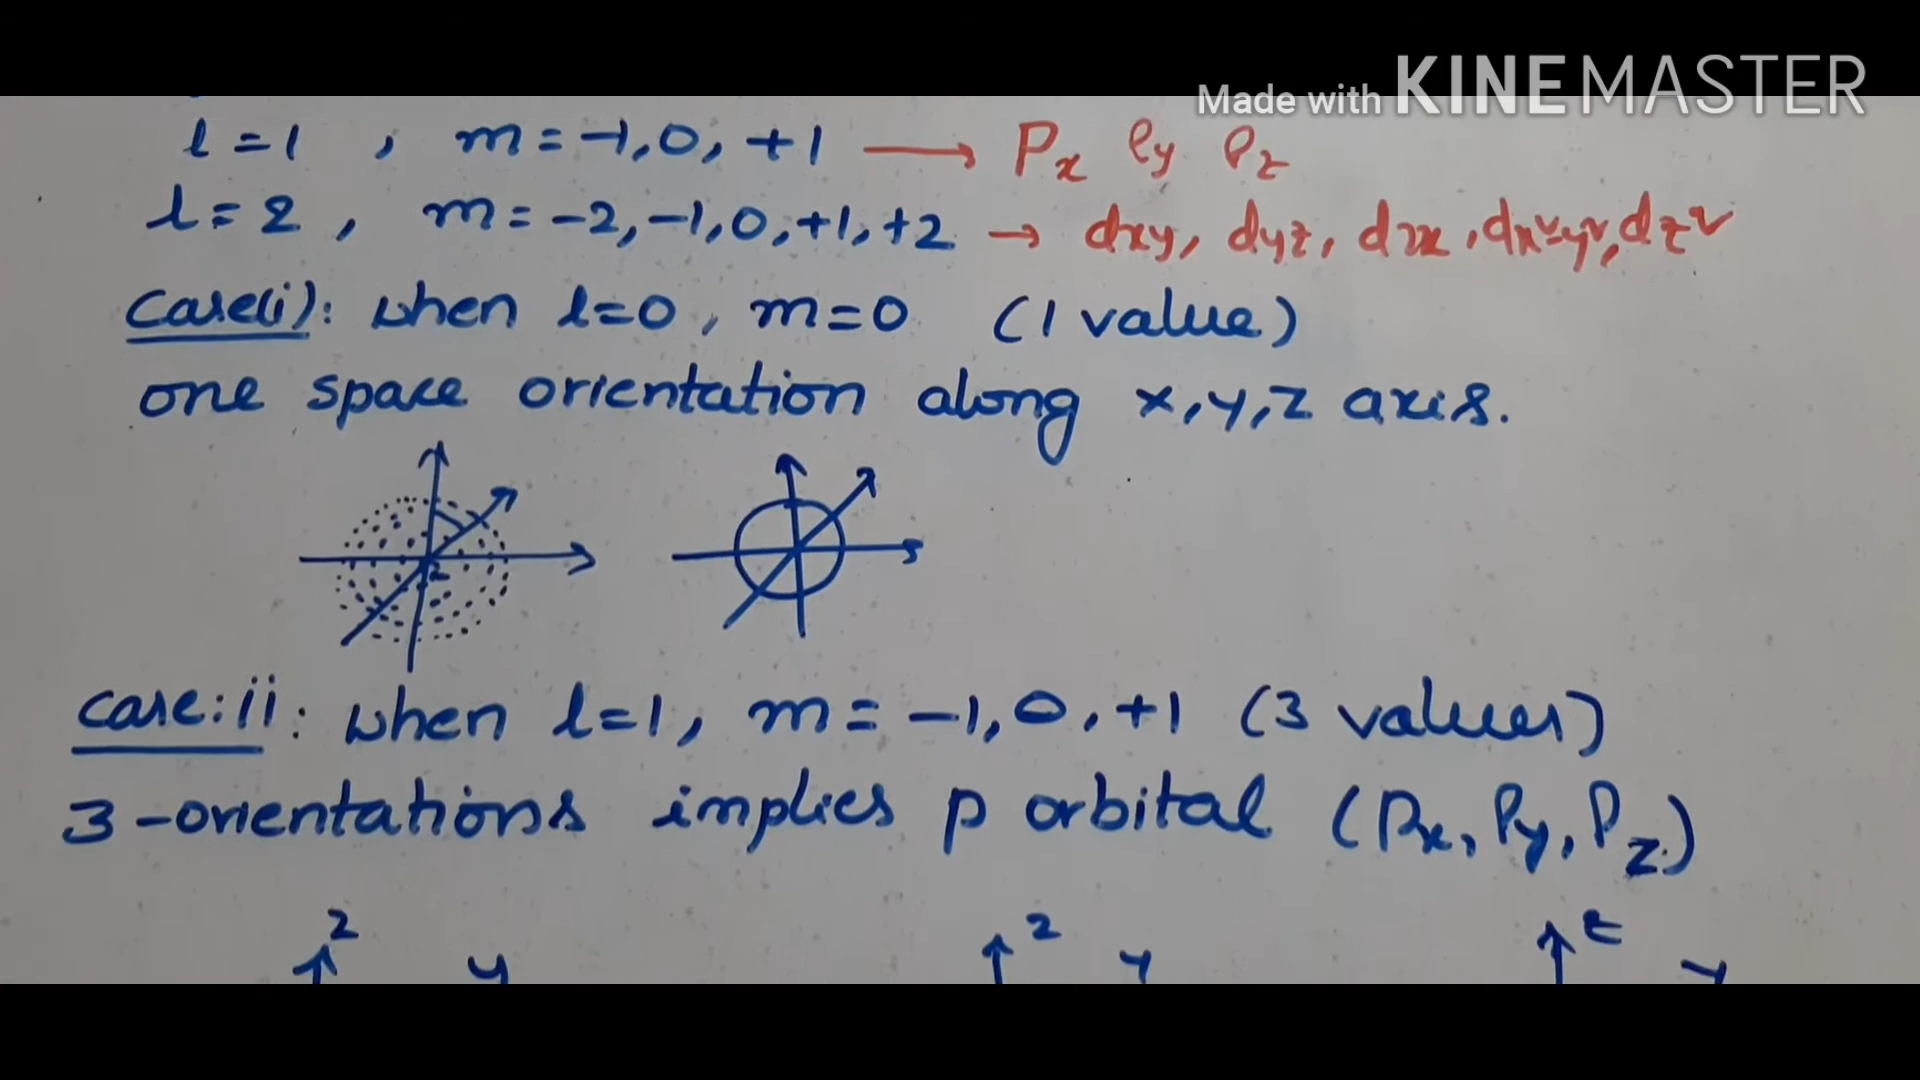 Made with KINEMASTER
l = 1 , m = -1, 0, +1 → Px Py Pz
l = 2 , m = -2, -1, 0, +1, +2 → dxy, dyz, dzx, dx²-y², dz²
Case(i): when l=0, m=0 (1 value)
one space orientation along x,y,z axis.
case:ii: when l=1, m= -1, 0, +1 (3 values)
3-orientations implies p orbital (Px, Py, Pz)
z y z y z y